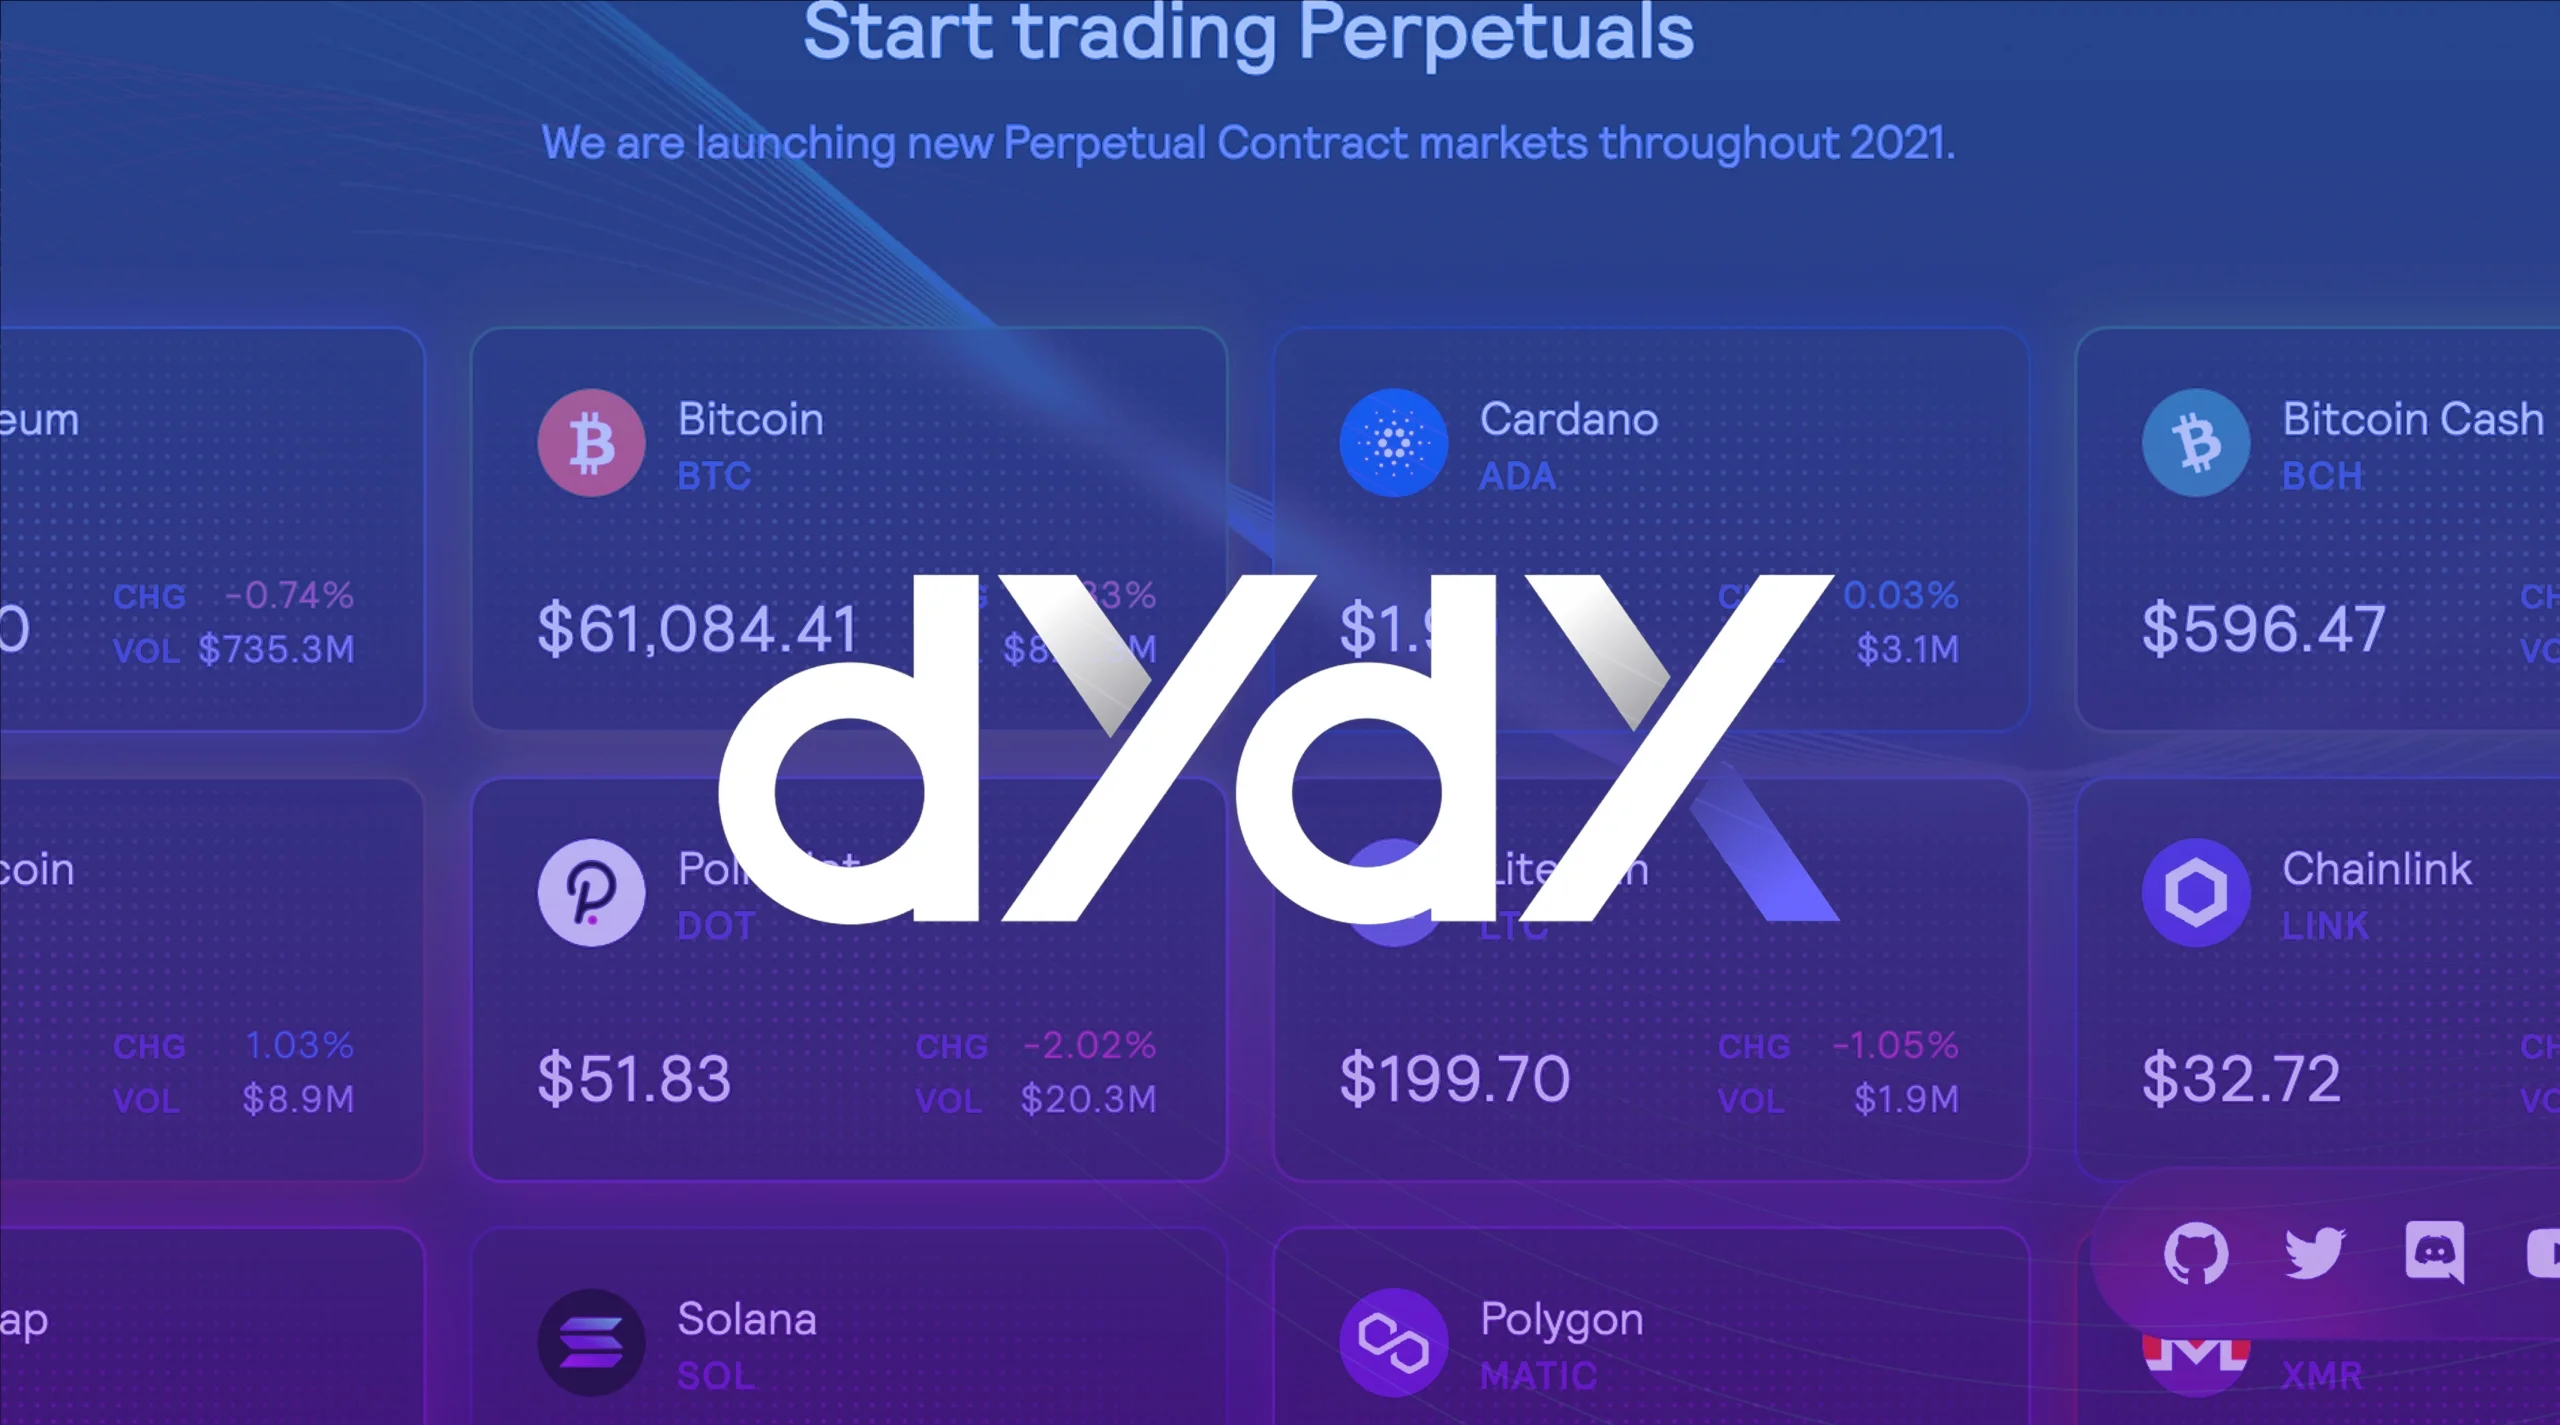 Start trading Perpetuals
We are launching new Perpetual Contract markets throughout 2021.
Bitcoin
BTC
Cardano
ADA
Bitcoin Cash
BCH
CHG -0.74%
VOL $735.3M
$61,084.41
0.03%
$3.1M
$596.47
dYdX
DOT
LTC
Chainlink
LINK
CHG 1.03%
VOL $8.9M
$51.83
CHG -2.02%
VOL $20.3M
$199.70
CHG -1.05%
VOL $1.9M
$32.72
Solana
SOL
Polygon
MATIC
XMR